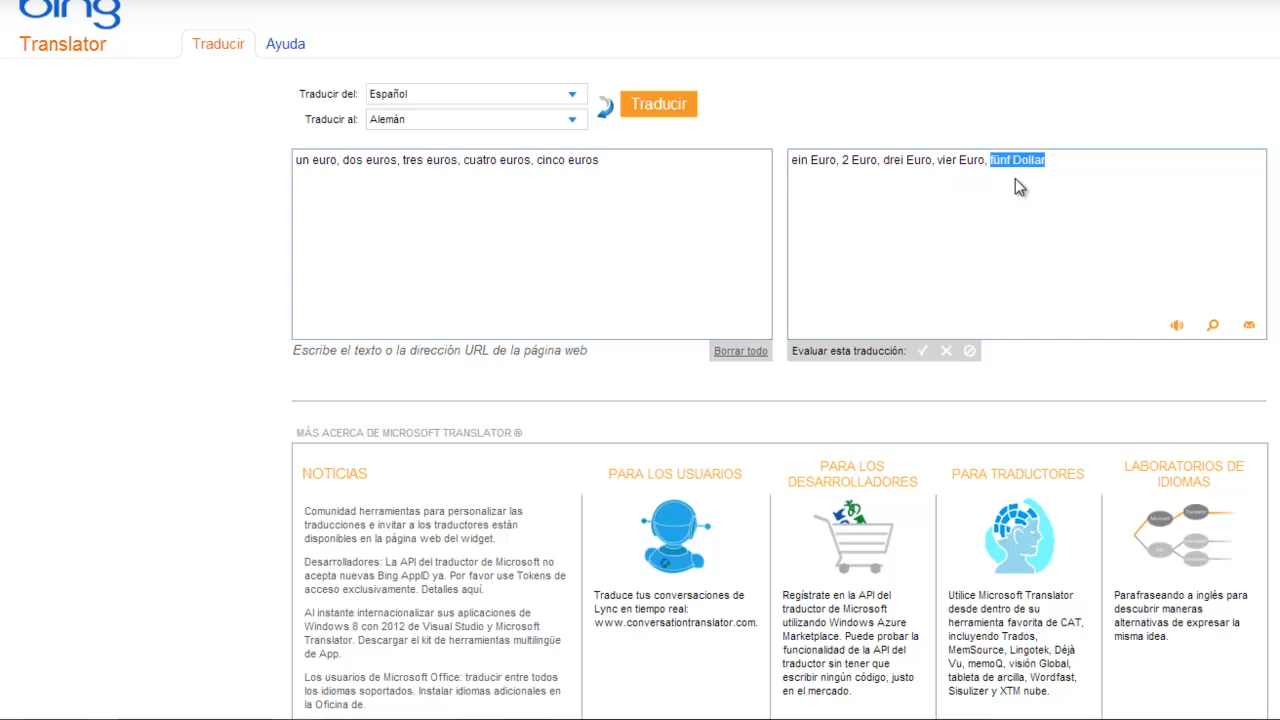 bing
Translator
Traducir Ayuda
Traducir del: Español
Traducir al: Alemán
Traducir
un euro, dos euros, tres euros, cuatro euros, cinco euros
ein Euro, 2 Euro, drei Euro, vier Euro, fünf Dollar
Escribe el texto o la dirección URL de la página web
Borrar todo
Evaluar esta traducción:
MÁS ACERCA DE MICROSOFT TRANSLATOR ®
NOTICIAS
Comunidad herramientas para personalizar las
traducciones e invitar a los traductores están
disponibles en la página web del widget.
Desarrolladores: La API del traductor de Microsoft no
acepta nuevas Bing AppID ya. Por favor use Tokens de
acceso exclusivamente. Detalles aquí.
Al instante internacionalizar sus aplicaciones de
Windows 8 con 2012 de Visual Studio y Microsoft
Translator. Descargar el kit de herramientas multilingüe
de App.
Los usuarios de Microsoft Office: traducir entre todos
los idiomas soportados. Instalar idiomas adicionales en
la Oficina de.
PARA LOS USUARIOS
Traduce tus conversaciones de
Lync en tiempo real:
www.conversationtranslator.com.
PARA LOS
DESARROLLADORES
Regístrate en la API del
traductor de Microsoft
utilizando Windows Azure
Marketplace. Puede probar la
funcionalidad de la API del
traductor sin tener que
escribir ningún código, justo
en el mercado.
PARA TRADUCTORES
Utilice Microsoft Translator
desde dentro de su
herramienta favorita de CAT,
incluyendo Trados,
MemSource, Lingotek, Déjà
Vu, memoQ, visión Global,
tableta de arcilla, Wordfast,
Sisulizer y XTM nube.
LABORATORIOS DE
IDIOMAS
Parafraseando a inglés para
descubrir maneras
alternativas de expresar la
misma idea.